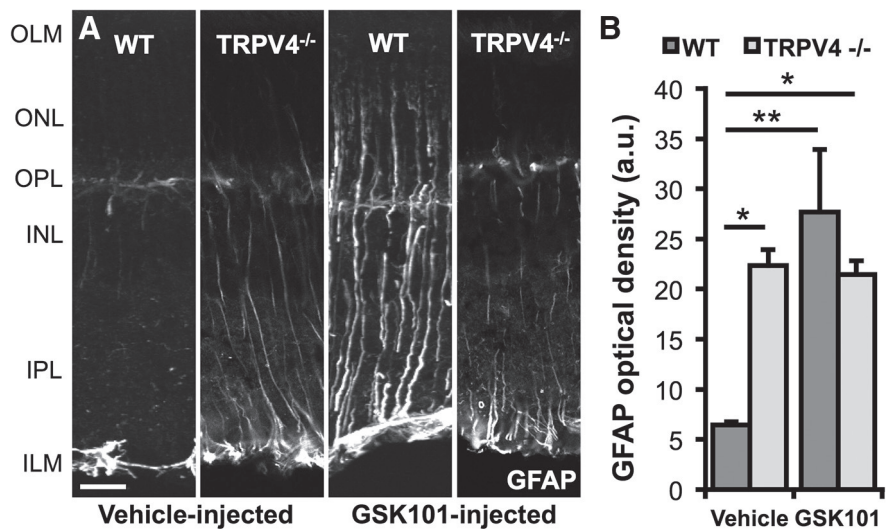 A
WT
TRPV4-/-
WT
TRPV4-/-
OLM
ONL
OPL
INL
IPL
ILM
GFAP
Vehicle-injected
GSK101-injected
B
WT
TRPV4 -/-
GFAP optical density (a.u.)
40
35
30
25
20
15
10
5
0
*
**
*
Vehicle GSK101